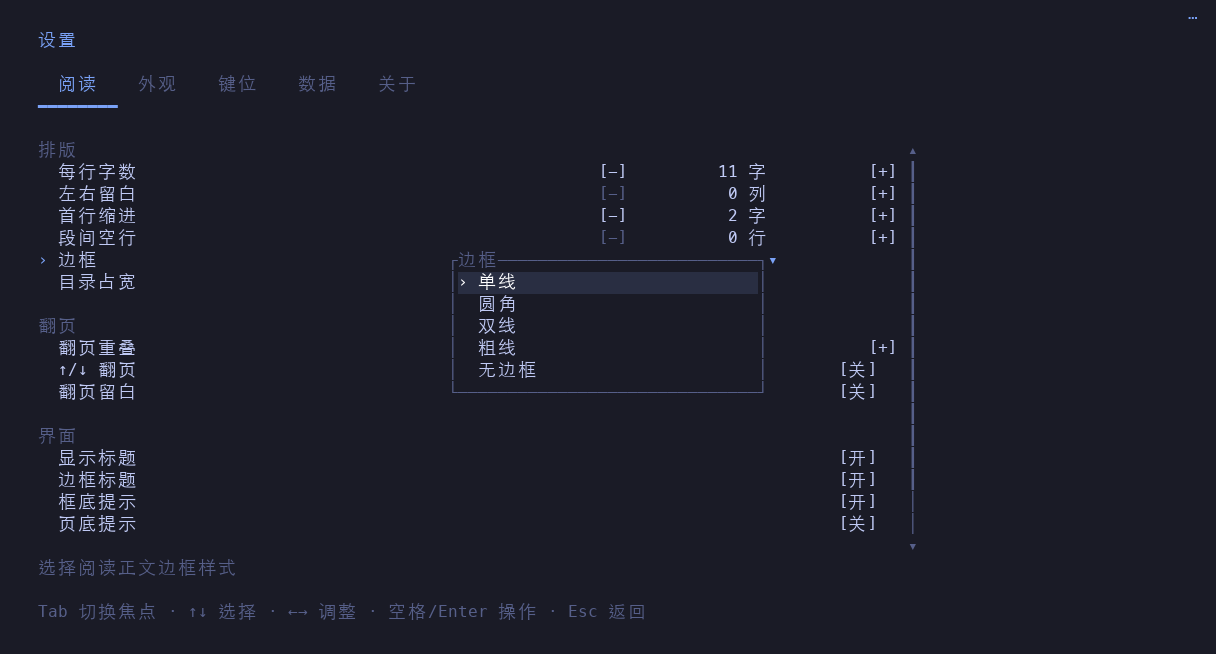 …
设置
阅读 外观 键位 数据 关于
排版
每行字数 [−] 11 字 [+]
左右留白 [−] 0 列 [+]
首行缩进 [−] 2 字 [+]
段间空行 [−] 0 行 [+]
› 边框 边框 ▾
目录占宽 › 单线
圆角
翻页 双线
翻页重叠 粗线 [+]
↑/↓ 翻页 无边框 [关]
翻页留白 [关]
界面
显示标题 [开]
边框标题 [开]
框底提示 [开]
页底提示 [关]
选择阅读正文边框样式
Tab 切换焦点 · ↑↓ 选择 · ←→ 调整 · 空格/Enter 操作 · Esc 返回